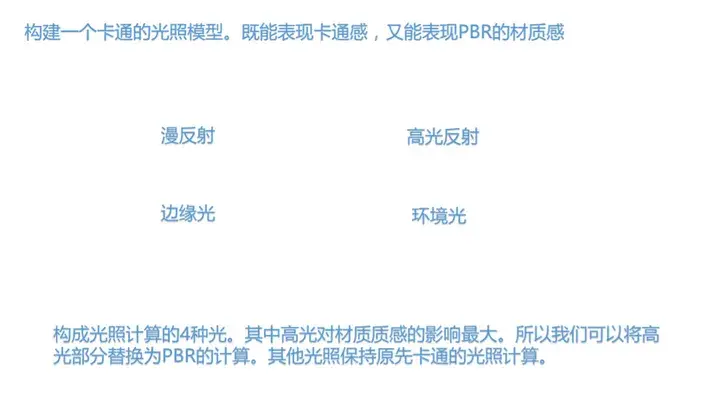 构建一个卡通的光照模型。既能表现卡通感，又能表现PBR的材质感
漫反射
高光反射
边缘光
环境光
构成光照计算的4种光。其中高光对材质质感的影响最大。所以我们可以将高
光部分替换为PBR的计算。其他光照保持原先卡通的光照计算。